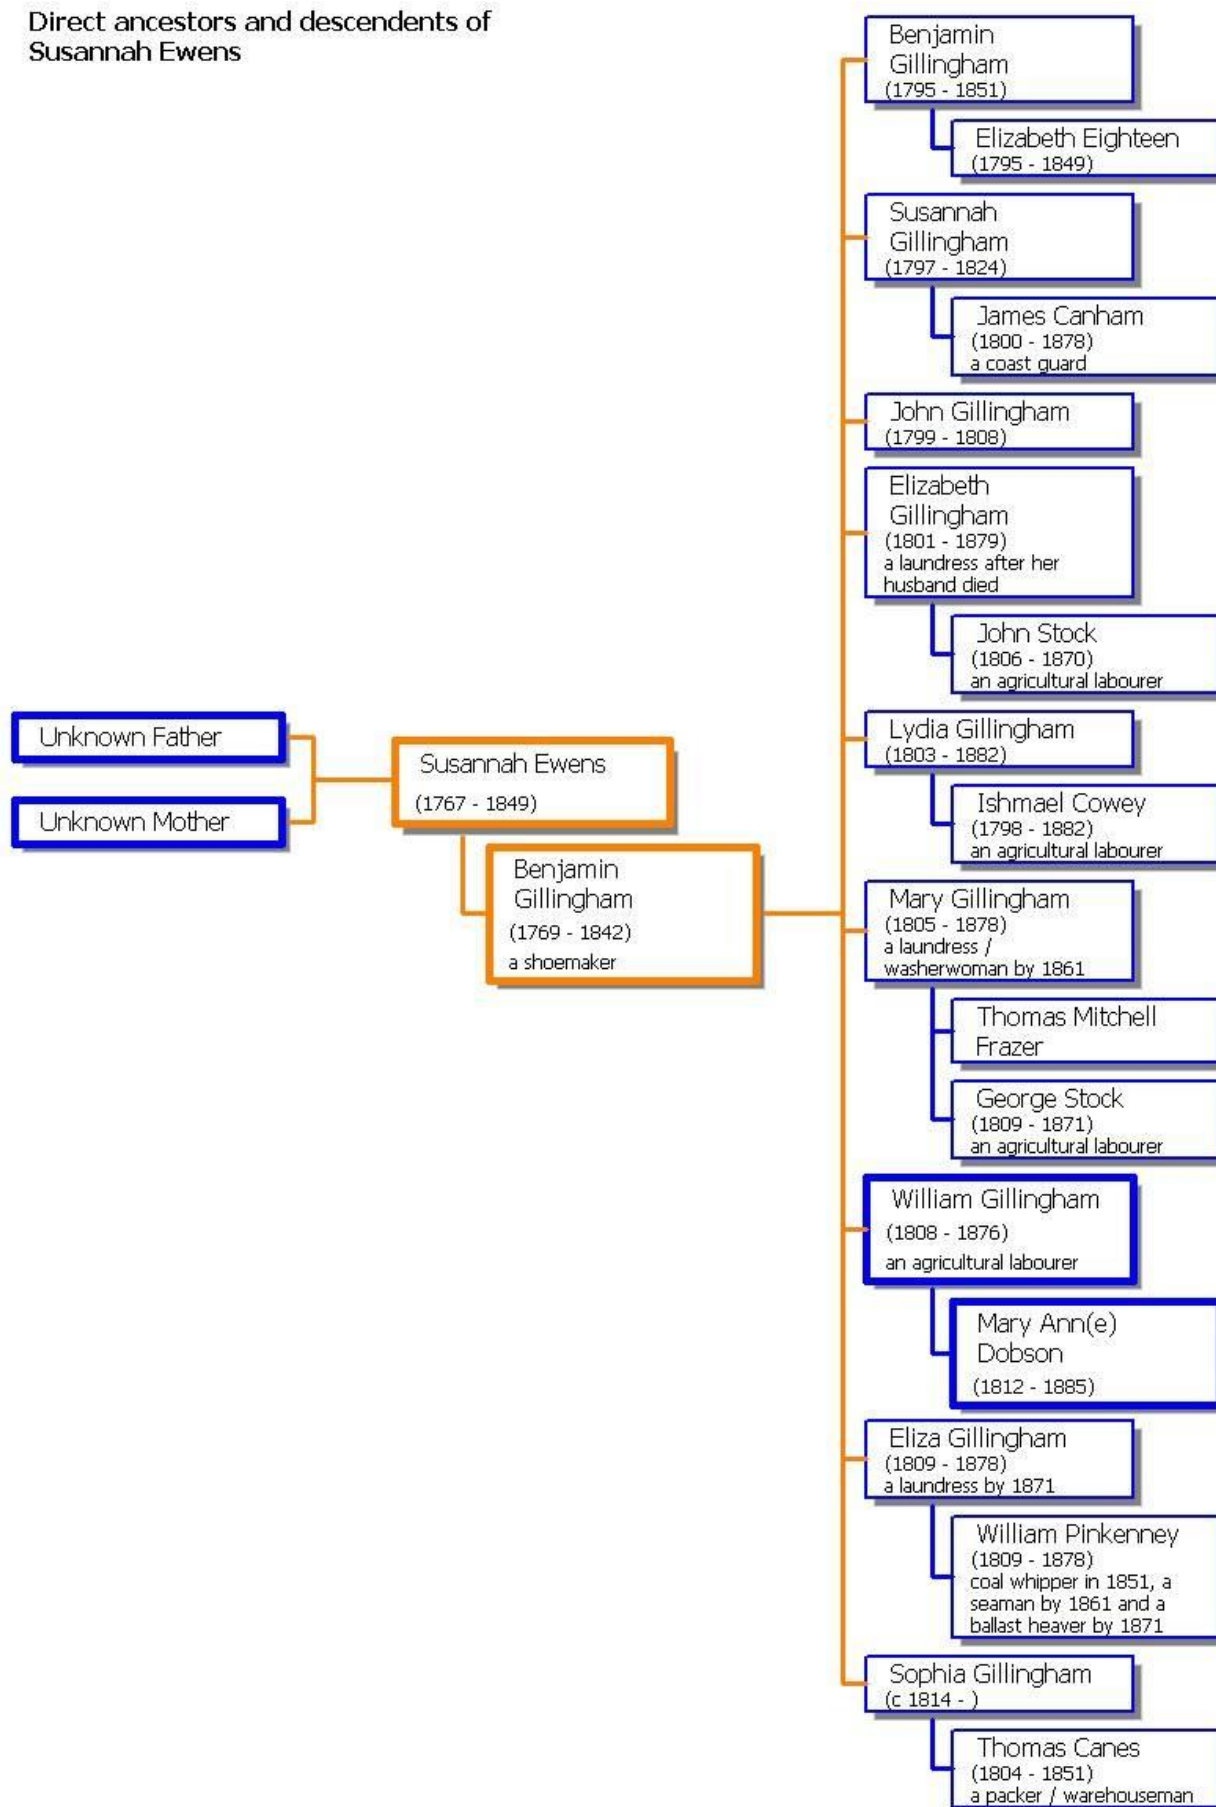 Direct ancestors and descendents of
Susannah Ewens
Unknown Father
Unknown Mother
Susannah Ewens
(1767 - 1849)
Benjamin
Gillingham
(1769 - 1842)
a shoemaker
Benjamin
Gillingham
(1795 - 1851)
Elizabeth Eighteen
(1795 - 1849)
Susannah
Gillingham
(1797 - 1824)
James Canham
(1800 - 1878)
a coast guard
John Gillingham
(1799 - 1808)
Elizabeth
Gillingham
(1801 - 1879)
a laundress after her
husband died
John Stock
(1806 - 1870)
an agricultural labourer
Lydia Gillingham
(1803 - 1882)
Ishmael Cowey
(1798 - 1882)
an agricultural labourer
Mary Gillingham
(1805 - 1878)
a laundress /
washerwoman by 1861
Thomas Mitchell
Frazer
George Stock
(1809 - 1871)
an agricultural labourer
William Gillingham
(1808 - 1876)
an agricultural labourer
Mary Ann(e)
Dobson
(1812 - 1885)
Eliza Gillingham
(1809 - 1878)
a laundress by 1871
William Pinkenney
(1809 - 1878)
coal whipper in 1851, a
seaman by 1861 and a
ballast heaver by 1871
Sophia Gillingham
(c 1814 - )
Thomas Canes
(1804 - 1851)
a packer / warehouseman